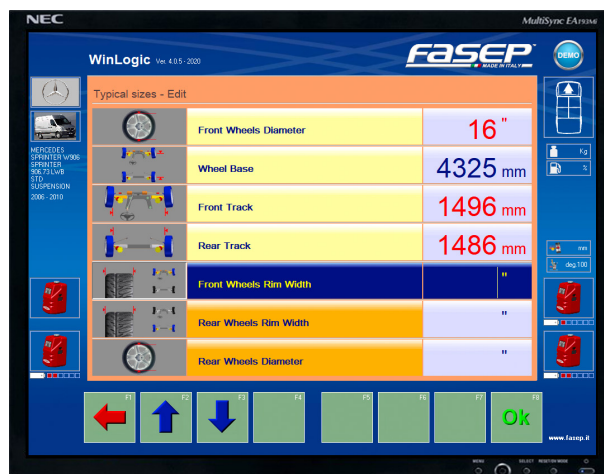 NEC
MultiSync EA193Mi
WinLogic Ver. 4.0.5 - 2020
FASEP
MADE IN ITALY
DEMO
Typical sizes - Edit
Front Wheels Diameter
16 "
Wheel Base
4325 mm
Front Track
1496 mm
Rear Track
1486 mm
Front Wheels Rim Width
"
Rear Wheels Rim Width
"
Rear Wheels Diameter
"
MERCEDES
SPRINTER W906
SPRINTER
906.73 LWB
STD
SUSPENSION
2006 - 2010
Kg
mm
deg.100
F1
F2
F3
F4
F5
F6
F7
F8
Ok
www.fasep.it
MENU
SELECT
RESET/DV MODE